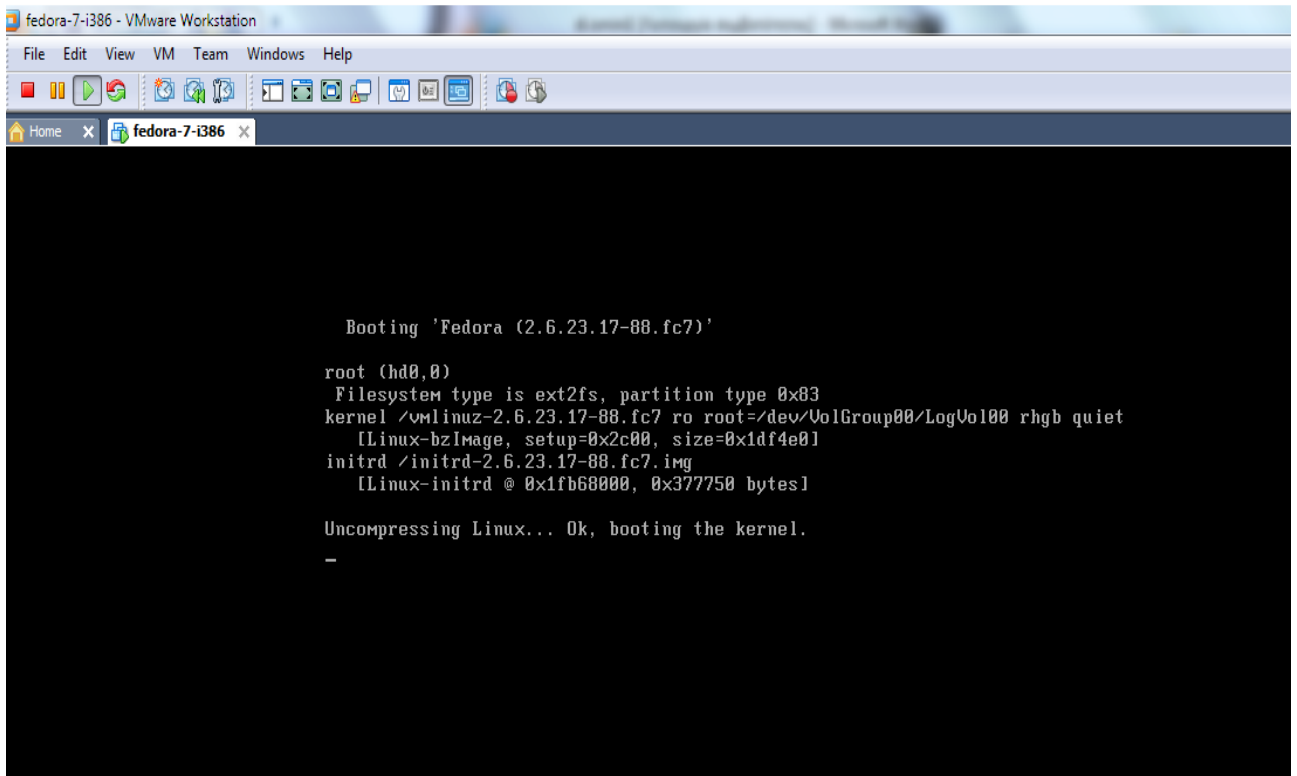 fedora-7-i386 - VMware Workstation
File Edit View VM Team Windows Help
Home x fedora-7-i386 x
Booting 'Fedora (2.6.23.17-88.fc7)'
root (hd0,0)
Filesystem type is ext2fs, partition type 0x83
kernel /vmlinuz-2.6.23.17-88.fc7 ro root=/dev/VolGroup00/LogVol00 rhgb quiet
[Linux-bzImage, setup=0x2c00, size=0x1df4e0]
initrd /initrd-2.6.23.17-88.fc7.img
[Linux-initrd @ 0x1fb68000, 0x377750 bytes]
Uncompressing Linux... Ok, booting the kernel.
_